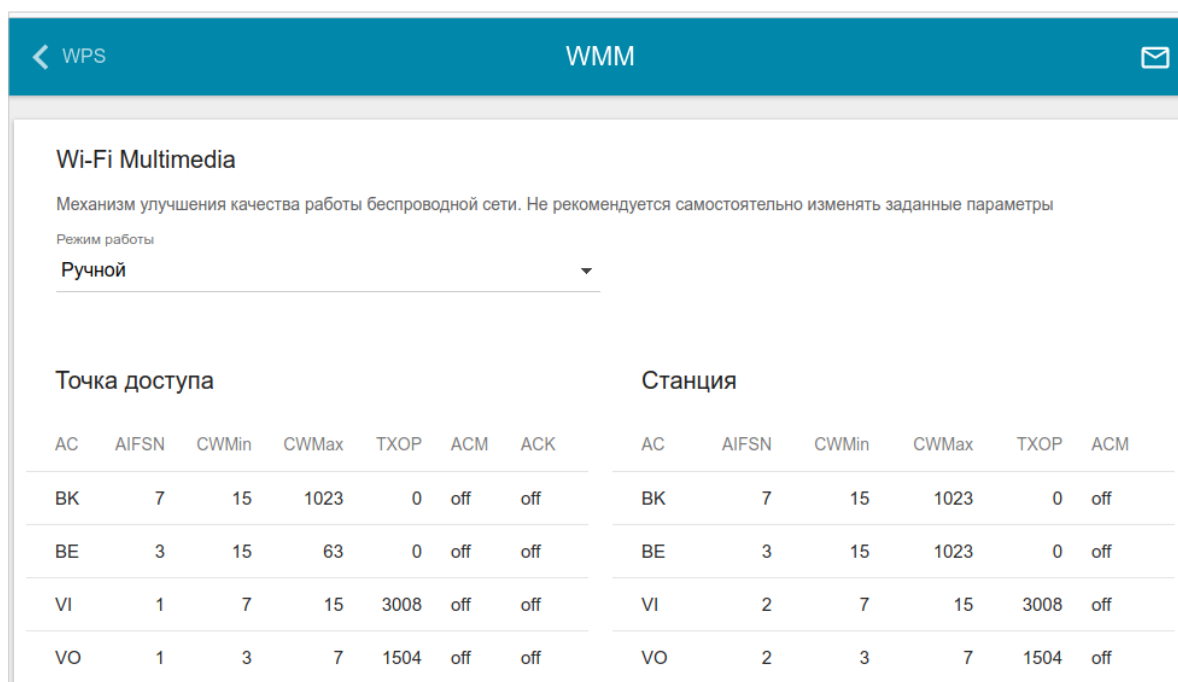 WPS
WMM
Wi-Fi Multimedia
Механизм улучшения качества работы беспроводной сети. Не рекомендуется самостоятельно изменять заданные параметры
Режим работы
Ручной
Точка доступа
AC AIFSN CWMin CWMax TXOP ACM ACK
BK 7 15 1023 0 off off
BE 3 15 63 0 off off
VI 1 7 15 3008 off off
VO 1 3 7 1504 off off
Станция
AC AIFSN CWMin CWMax TXOP ACM
BK 7 15 1023 0 off
BE 3 15 1023 0 off
VI 2 7 15 3008 off
VO 2 3 7 1504 off